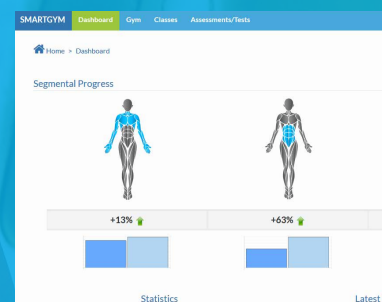 SMARTGYM Dashboard Gym Classes Assessments/Tests
Home > Dashboard
Segmental Progress
+13% +63%
Statistics Latest